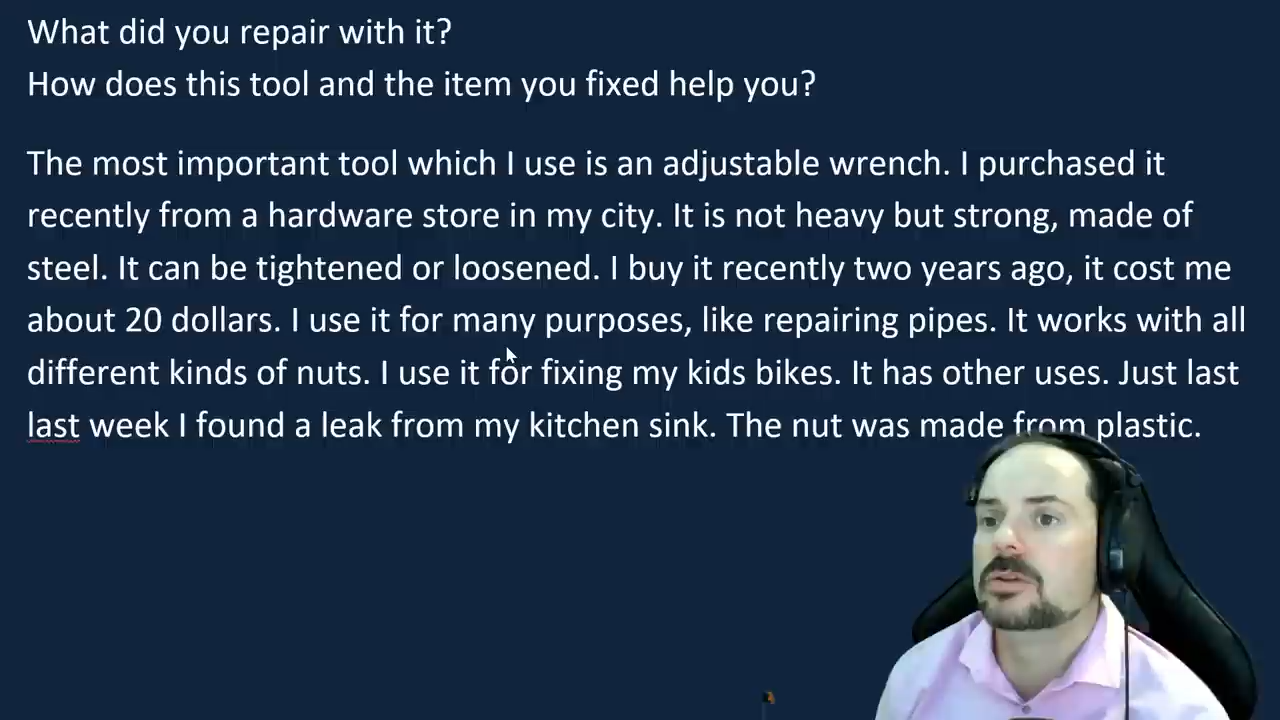 What did you repair with it?
How does this tool and the item you fixed help you?
The most important tool which I use is an adjustable wrench. I purchased it
recently from a hardware store in my city. It is not heavy but strong, made of
steel. It can be tightened or loosened. I buy it recently two years ago, it cost me
about 20 dollars. I use it for many purposes, like repairing pipes. It works with all
different kinds of nuts. I use it for fixing my kids bikes. It has other uses. Just last
last week I found a leak from my kitchen sink. The nut was made from plastic.